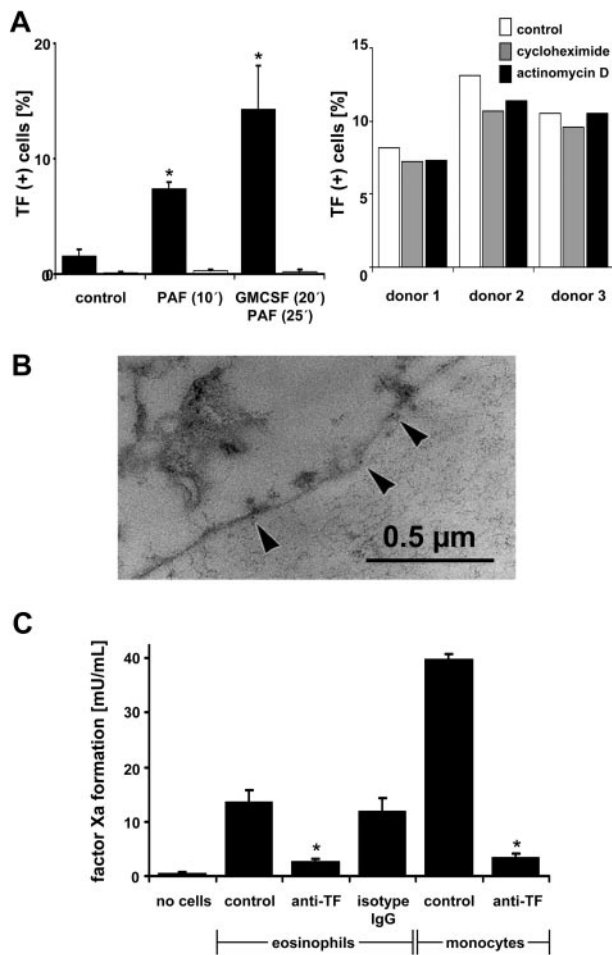 A
TF (+) cells [%]
20
10
0
*
*
control
PAF (10´)
GMCSF (20´)
PAF (25´)
TF (+) cells [%]
15
10
5
0
control
cycloheximide
actinomycin D
donor 1
donor 2
donor 3
B
0.5 µm
C
factor Xa formation [mU/mL]
40
30
20
10
0
*
*
no cells
control
anti-TF
isotype
IgG
control
anti-TF
eosinophils
monocytes